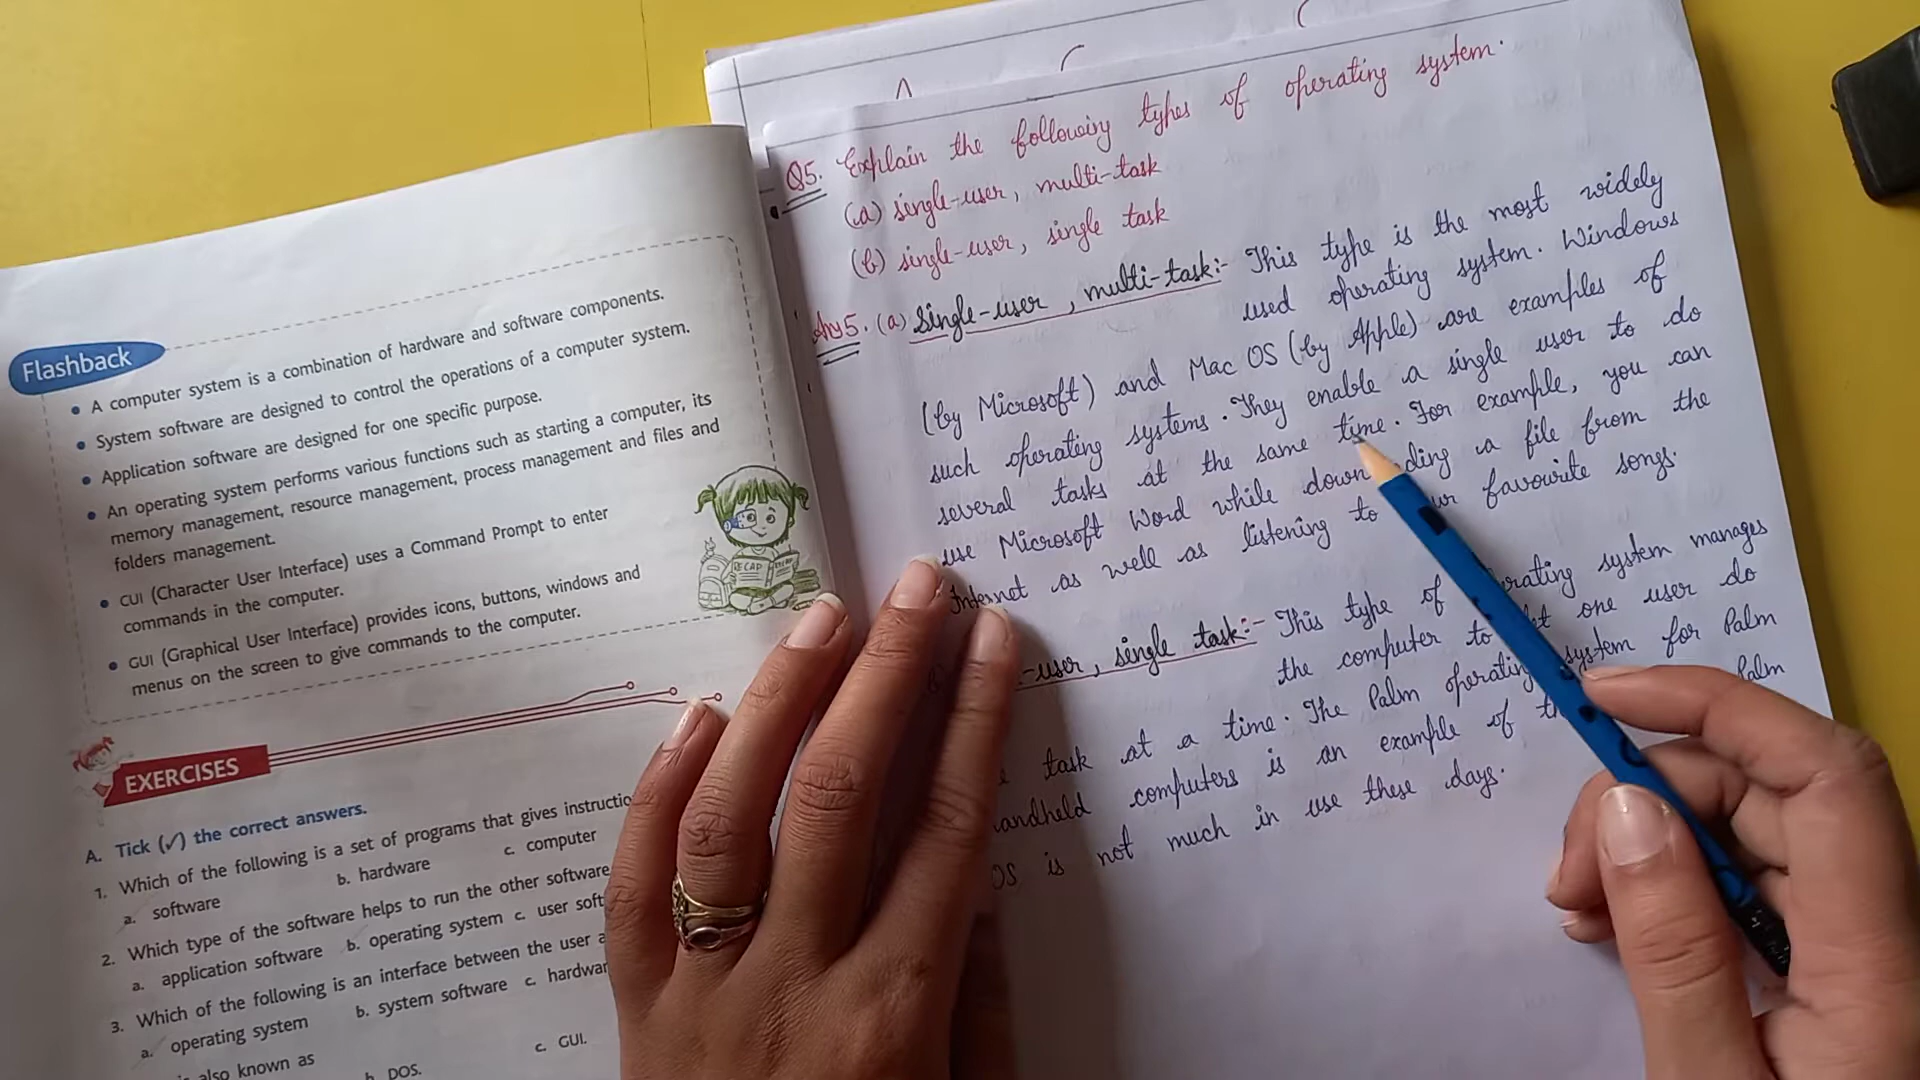 Flashback
A computer system is a combination of hardware and software components.
System software are designed to control the operations of a computer system.
Application software are designed for one specific purpose.
An operating system performs various functions such as starting a computer, its
memory management, resource management, process management and files and
folders management.
CUI (Character User Interface) uses a Command Prompt to enter
commands in the computer.
GUI (Graphical User Interface) provides icons, buttons, windows and
menus on the screen to give commands to the computer.
RECAP
EXERCISES
A. Tick (✓) the correct answers.
1. Which of the following is a set of programs that gives
a. software b. hardware c. computer
2. Which type of the software helps to run the other software
a. application software b. operating system c. user
3. Which of the following is an interface between the user
a. operating system b. system software c.
also known as
b. DOS. c. GUI.
Q5. Explain the following types of operating system.
(a) single-user, multi-task
(b) single-user, single task
Ans5. (a) Single-user, multi-task:- This type is the most widely
used operating system. Windows
(by Microsoft) and Mac OS (by Apple) are examples of
such operating systems. They enable a single user to do
several tasks at the same time. For example, you can
use Microsoft Word while down ding a file from the
Internet as well as listening to favourite songs.
-user, single task:- This type of system manages
the computer to one user do
task at a time. The Palm operating system for Palm
computers is an example of Palm
OS is not much in use these days.